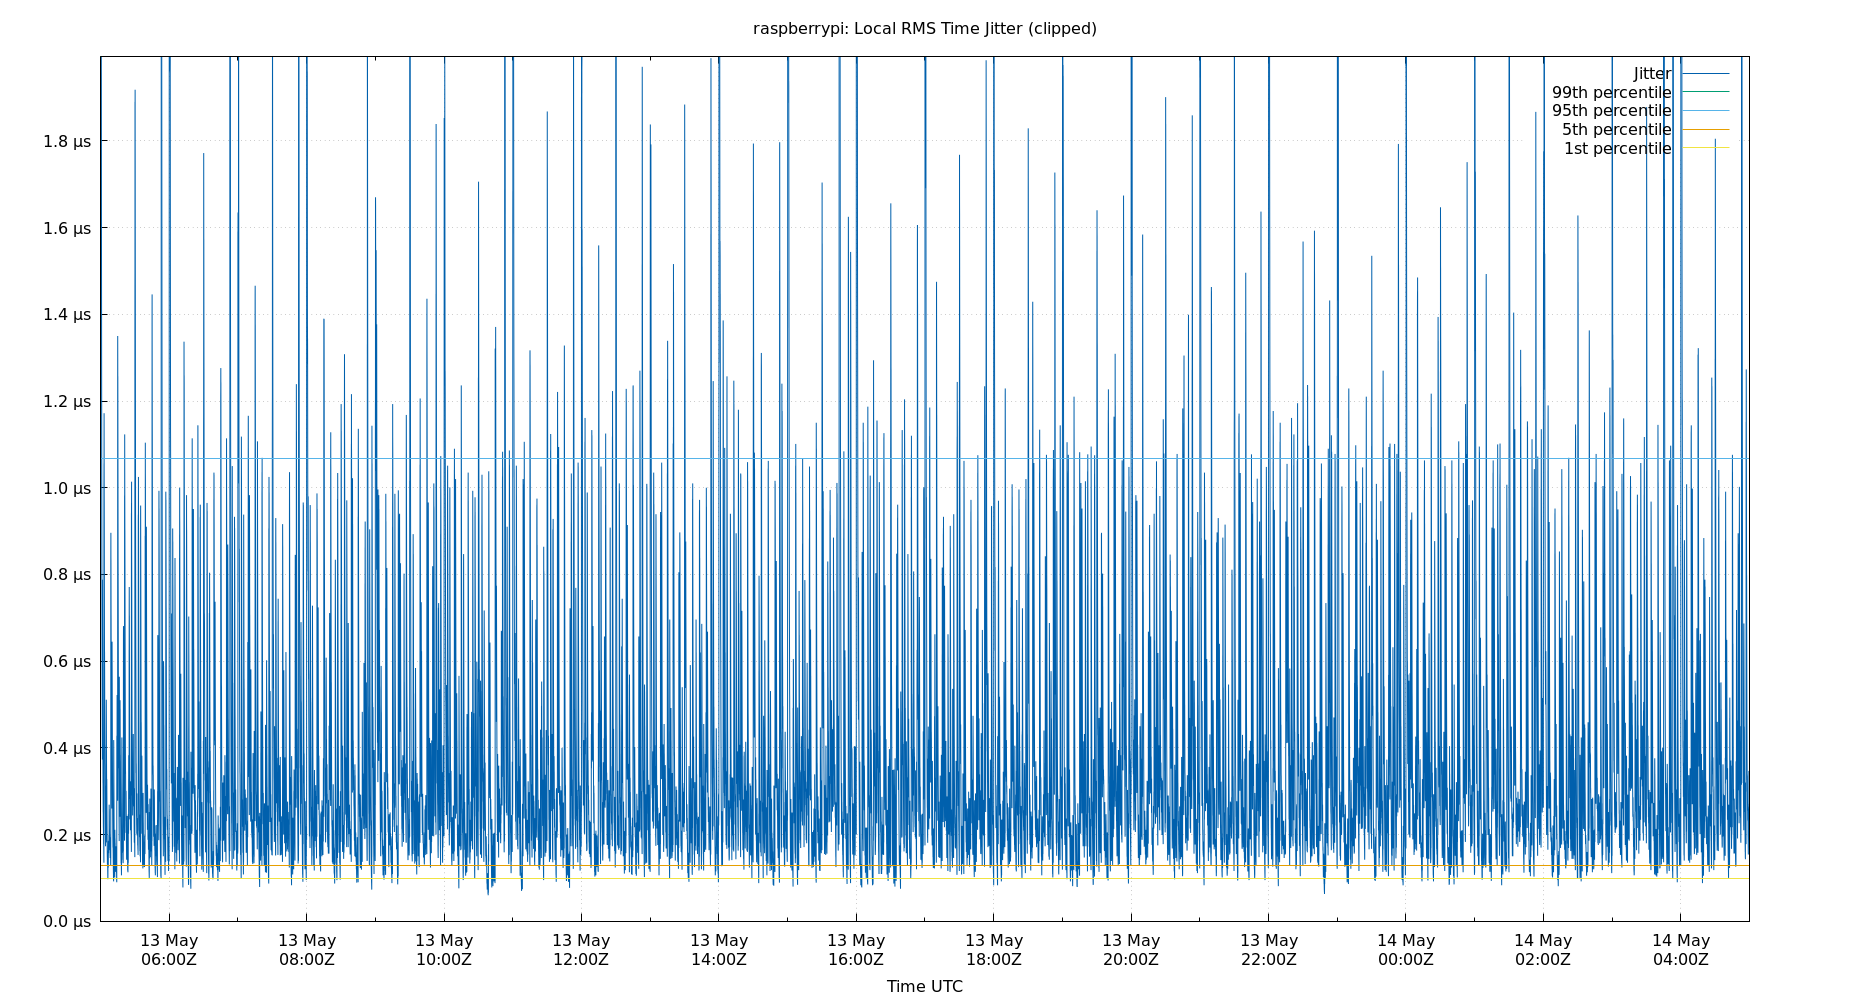 raspberrypi: Local RMS Time Jitter (clipped)
Jitter
99th percentile
95th percentile
5th percentile
1st percentile
1.8 µs
1.6 µs
1.4 µs
1.2 µs
1.0 µs
0.8 µs
0.6 µs
0.4 µs
0.2 µs
0.0 µs
13 May 13 May 13 May 13 May 13 May 13 May 13 May 13 May 13 May 14 May 14 May 14 May
06:00Z 08:00Z 10:00Z 12:00Z 14:00Z 16:00Z 18:00Z 20:00Z 22:00Z 00:00Z 02:00Z 04:00Z
Time UTC